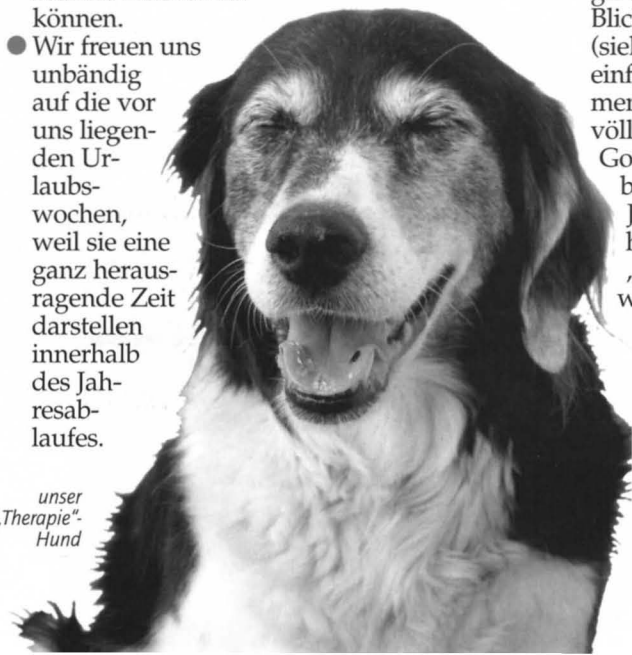 können.
● Wir freuen uns
unbändig
auf die vor
uns liegen-
den Ur-
laubs-
wochen,
weil sie eine
ganz heraus-
ragende Zeit
darstellen
innerhalb
des Jah-
resab-
laufes.
unser
„Therapie“-
Hund
Blic
(sie
einf
völl
Go
b
J